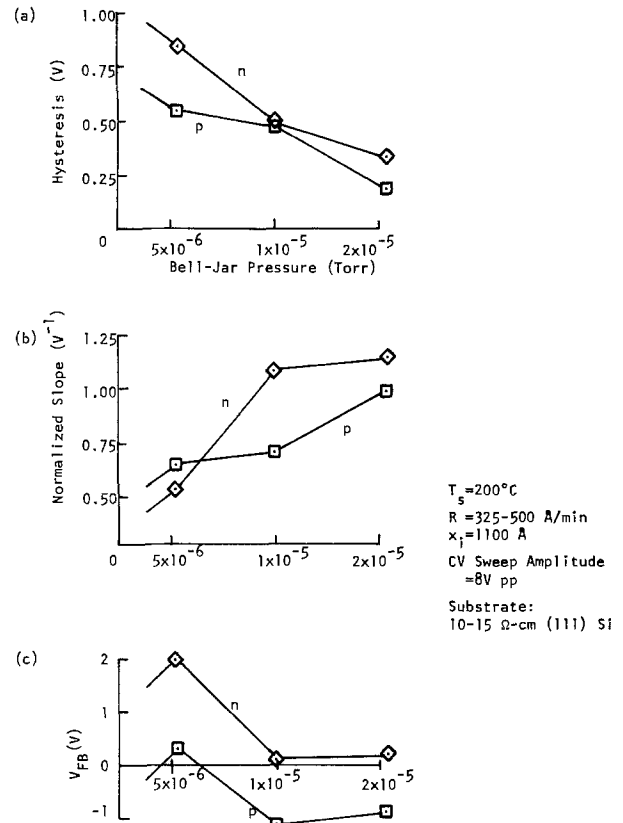 (a)
1.00
0.75
0.50
0.25
0
Hysteresis (V)
n
p
5x10⁻⁶
1x10⁻⁵
2x10⁻⁵
Bell-Jar Pressure (Torr)
(b)
1.25
1.00
0.75
0.50
0
Normalized Slope (V⁻¹)
n
p
5x10⁻⁶
1x10⁻⁵
2x10⁻⁵
T_s=200°C
R =325-500 Å/min
x_i=1100 Å
CV Sweep Amplitude
=8V pp
Substrate:
10-15 Ω-cm (111) Si
(c)
2
1
0
-1
V_FB(V)
n
p
5x10⁻⁶
1x10⁻⁵
2x10⁻⁵